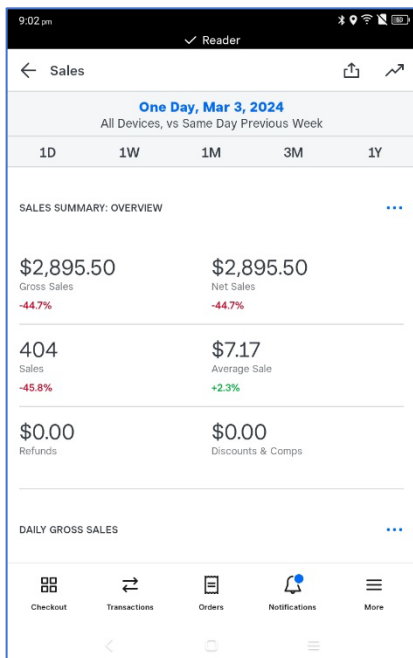 9:02 pm
✓ Reader
← Sales
One Day, Mar 3, 2024
All Devices, vs Same Day Previous Week
1D 1W 1M 3M 1Y
SALES SUMMARY: OVERVIEW
$2,895.50 $2,895.50
Gross Sales Net Sales
-44.7% -44.7%
404 $7.17
Sales Average Sale
-45.8% +2.3%
$0.00 $0.00
Refunds Discounts & Comps
DAILY GROSS SALES
Checkout Transactions Orders Notifications More